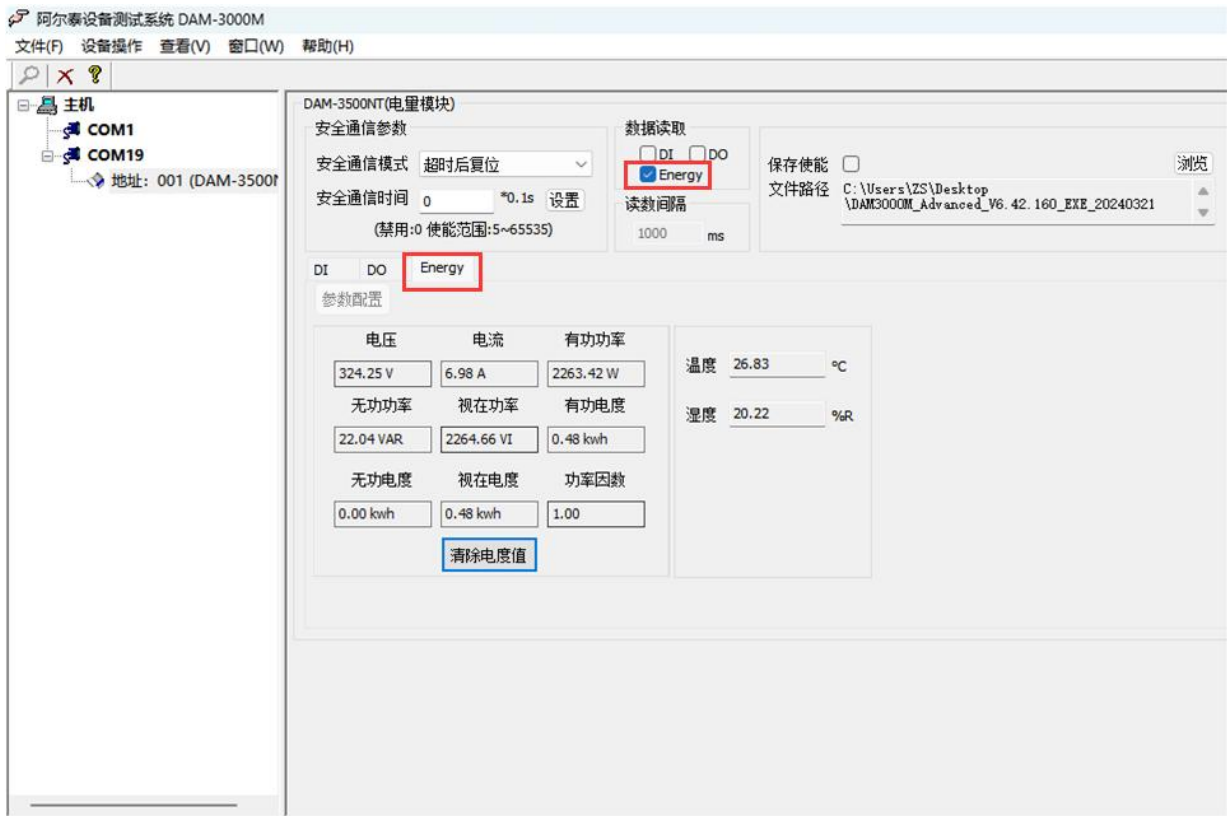 阿尔泰设备测试系统 DAM-3000M
文件(F) 设备操作 查看(V) 窗口(W) 帮助(H)
主机
COM1
COM19
地址: 001 (DAM-3500N
DAM-3500NT(电量模块)
安全通信参数
安全通信模式 超时后复位
安全通信时间 0 *0.1s 设置
(禁用:0 使能范围:5~65535)
数据读取
DI DO
Energy
读数间隔
1000 ms
保存使能 浏览
文件路径 C:\Users\ZS\Desktop
\DAM3000M_Advanced_V6.42.160_EXE_20240321
DI DO Energy
参数配置
电压 电流 有功功率
324.25 V 6.98 A 2263.42 W
无功功率 视在功率 有功电度
22.04 VAR 2264.66 VI 0.48 kwh
无功电度 视在电度 功率因数
0.00 kwh 0.48 kwh 1.00
清除电度值
温度 26.83 ℃
湿度 20.22 %R